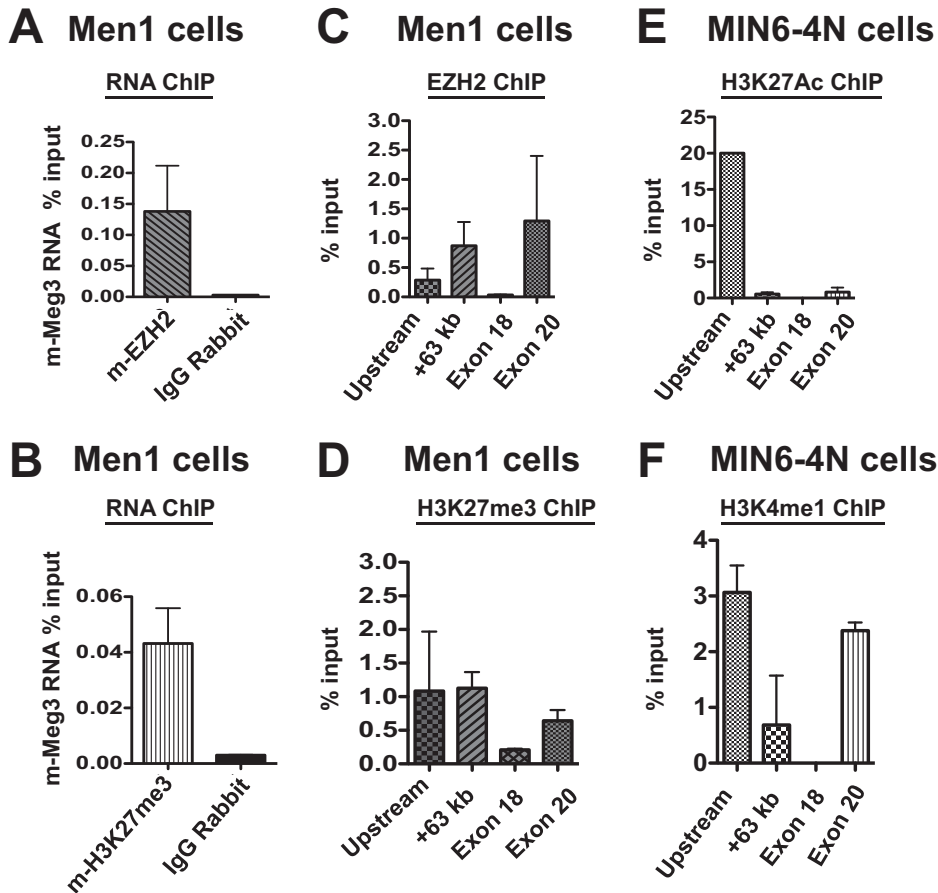 A Men1 cells
RNA ChIP
m-Meg3 RNA % input
0.25
0.20
0.15
0.10
0.05
0.00
m-EZH2
IgG Rabbit
C Men1 cells
EZH2 ChIP
% input
3.0
2.5
2.0
1.5
1.0
0.5
0.0
Upstream
+63 kb
Exon 18
Exon 20
E MIN6-4N cells
H3K27Ac ChIP
% input
25
20
15
10
5
0
Upstream
+63 kb
Exon 18
Exon 20
B Men1 cells
RNA ChIP
m-Meg3 RNA % input
0.06
0.04
0.02
0.00
m-H3K27me3
IgG Rabbit
D Men1 cells
H3K27me3 ChIP
% input
3.0
2.5
2.0
1.5
1.0
0.5
0.0
Upstream
+63 kb
Exon 18
Exon 20
F MIN6-4N cells
H3K4me1 ChIP
% input
4
3
2
1
0
Upstream
+63 kb
Exon 18
Exon 20